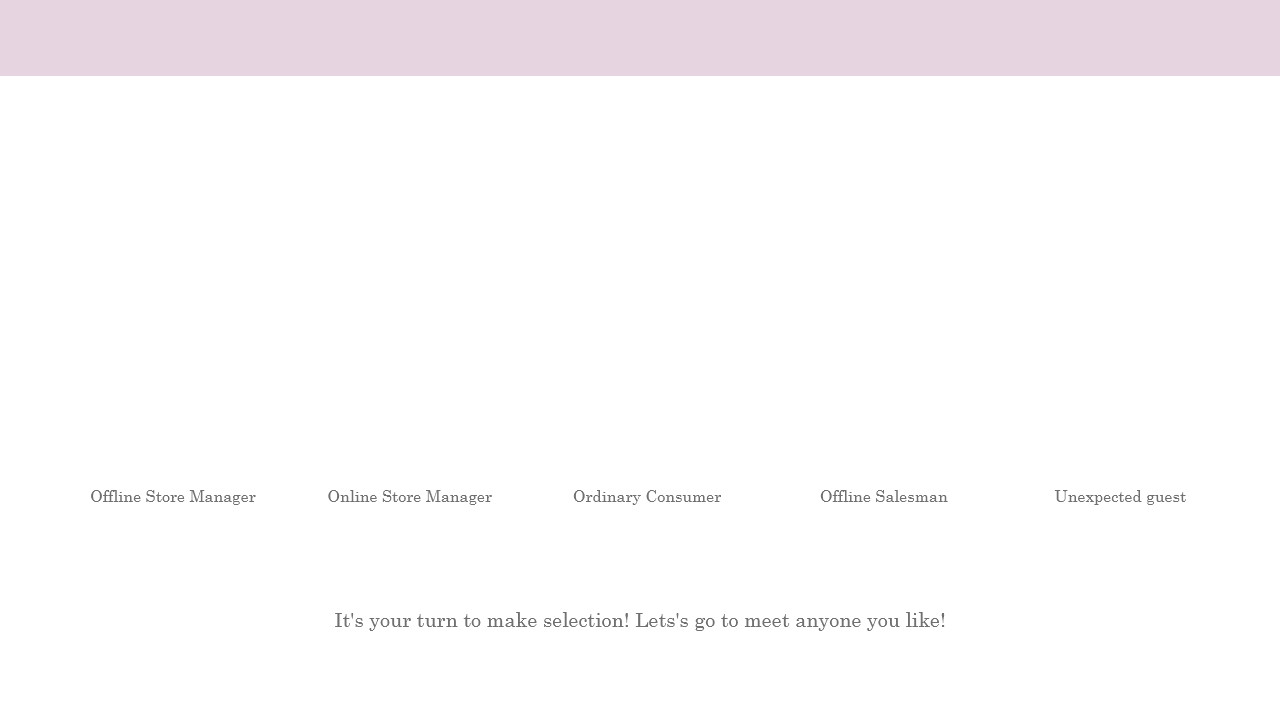 Offline Store Manager Online Store Manager Ordinary Consumer Offline Salesman Unexpected guest
It's your turn to make selection! Lets's go to meet anyone you like!